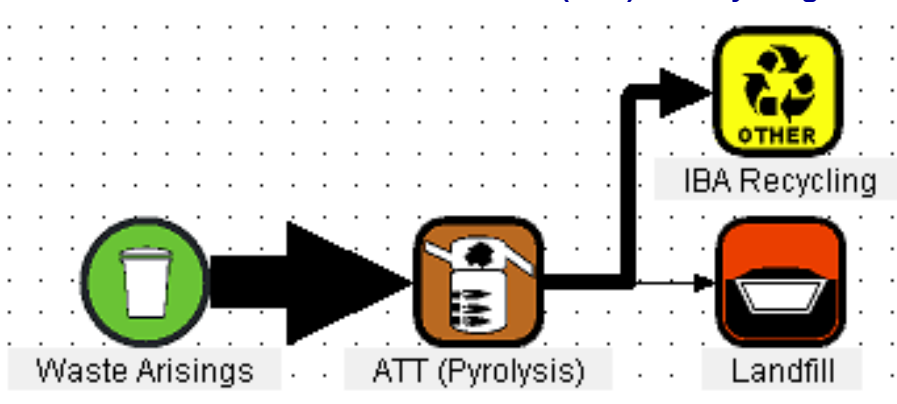 OTHER
IBA Recycling
Waste Arisings
ATT (Pyrolysis)
Landfill